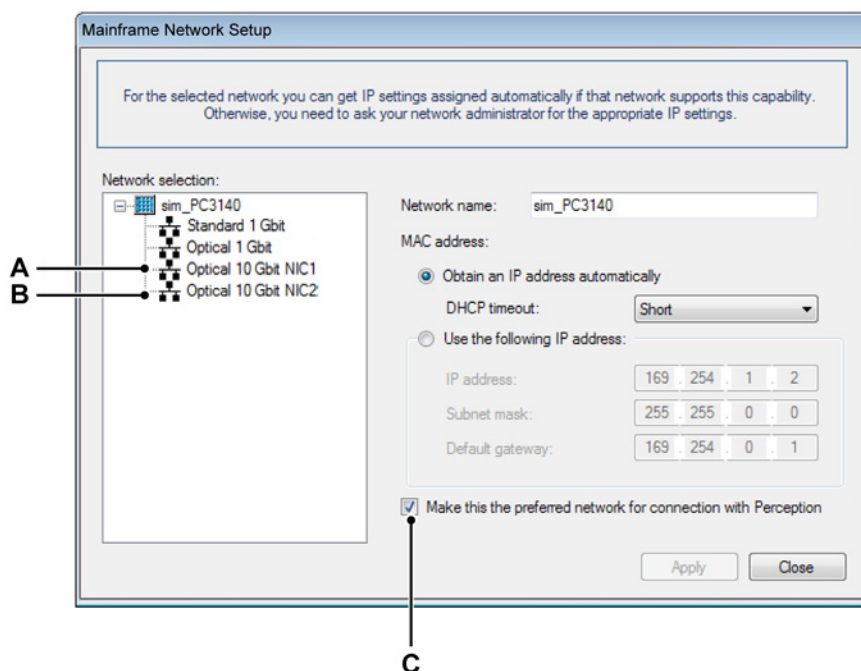 Mainframe Network Setup
For the selected network you can get IP settings assigned automatically if that network supports this capability.
Otherwise, you need to ask your network administrator for the appropriate IP settings.
Network selection:
sim_PC3140
Standard 1 Gbit
Optical 1 Gbit
Optical 10 Gbit NIC1
Optical 10 Gbit NIC2
A
B
Network name: sim_PC3140
MAC address:
Obtain an IP address automatically
DHCP timeout: Short
Use the following IP address:
IP address: 169 . 254 . 1 . 2
Subnet mask: 255 . 255 . 0 . 0
Default gateway: 169 . 254 . 0 . 1
Make this the preferred network for connection with Perception
Apply Close
C